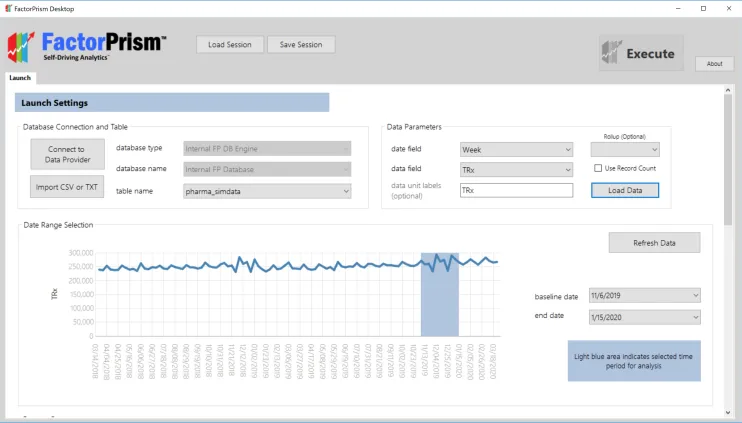 FactorPrism Desktop
FactorPrism™
Self-Driving Analytics™
Load Session
Save Session
Execute
About
Launch
Launch Settings
Database Connection and Table
Connect to
Data Provider
Import CSV or TXT
database type
Internal FP DB Engine
database name
Internal FP Database
table name
pharma_simdata
Data Parameters
Rollup (Optional)
date field
Week
data field
TRx
Use Record Count
data unit labels
(optional)
TRx
Load Data
Date Range Selection
Refresh Data
TRx
300,000
250,000
200,000
150,000
100,000
50,000
0
baseline date
11/6/2019
end date
1/15/2020
Light blue area indicates selected time
period for analysis